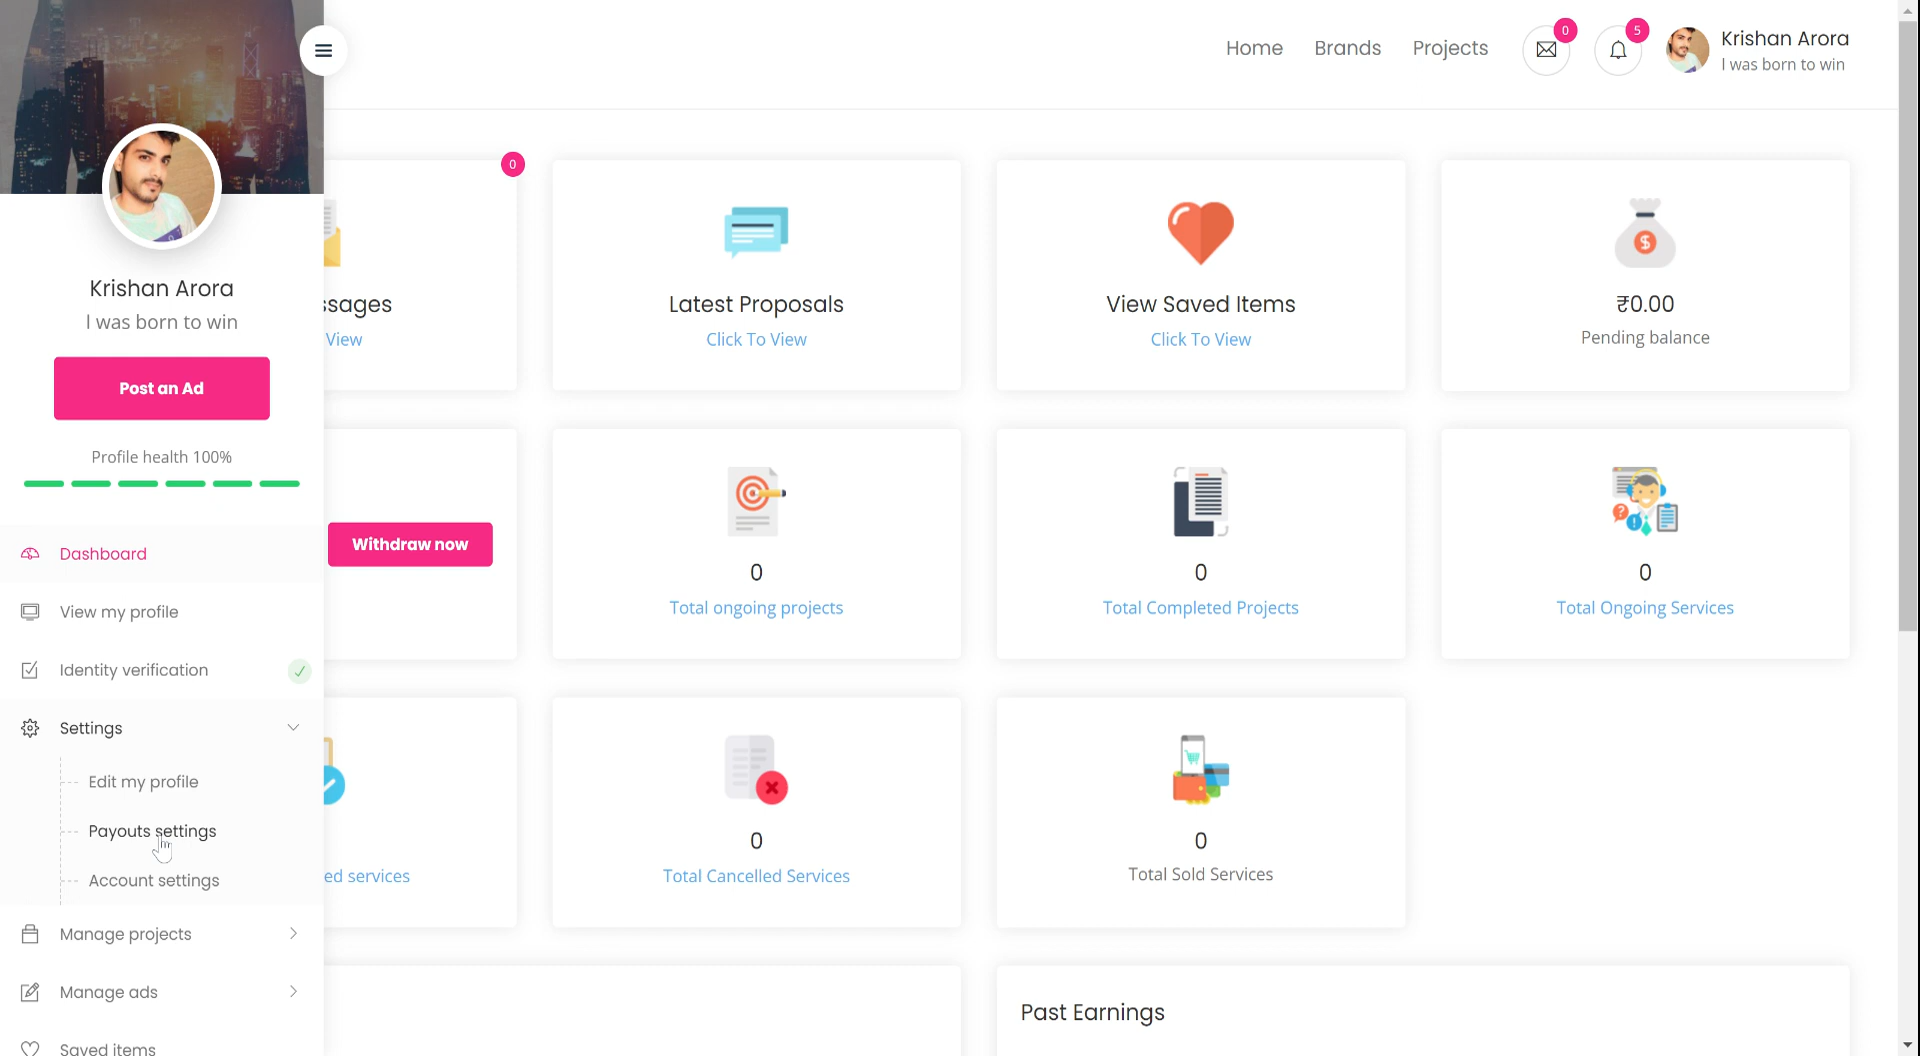 Home
Brands
Projects
0
5
Krishan Arora
I was born to win
Krishan Arora
I was born to win
Post an Ad
Profile health 100%
Dashboard
View my profile
Identity verification
Settings
Edit my profile
Payouts settings
Account settings
Manage projects
Manage ads
Saved items
0
ssages
View
Latest Proposals
Click To View
View Saved Items
Click To View
₹0.00
Pending balance
Withdraw now
0
Total ongoing projects
0
Total Completed Projects
0
Total Ongoing Services
ed services
0
Total Cancelled Services
0
Total Sold Services
Past Earnings